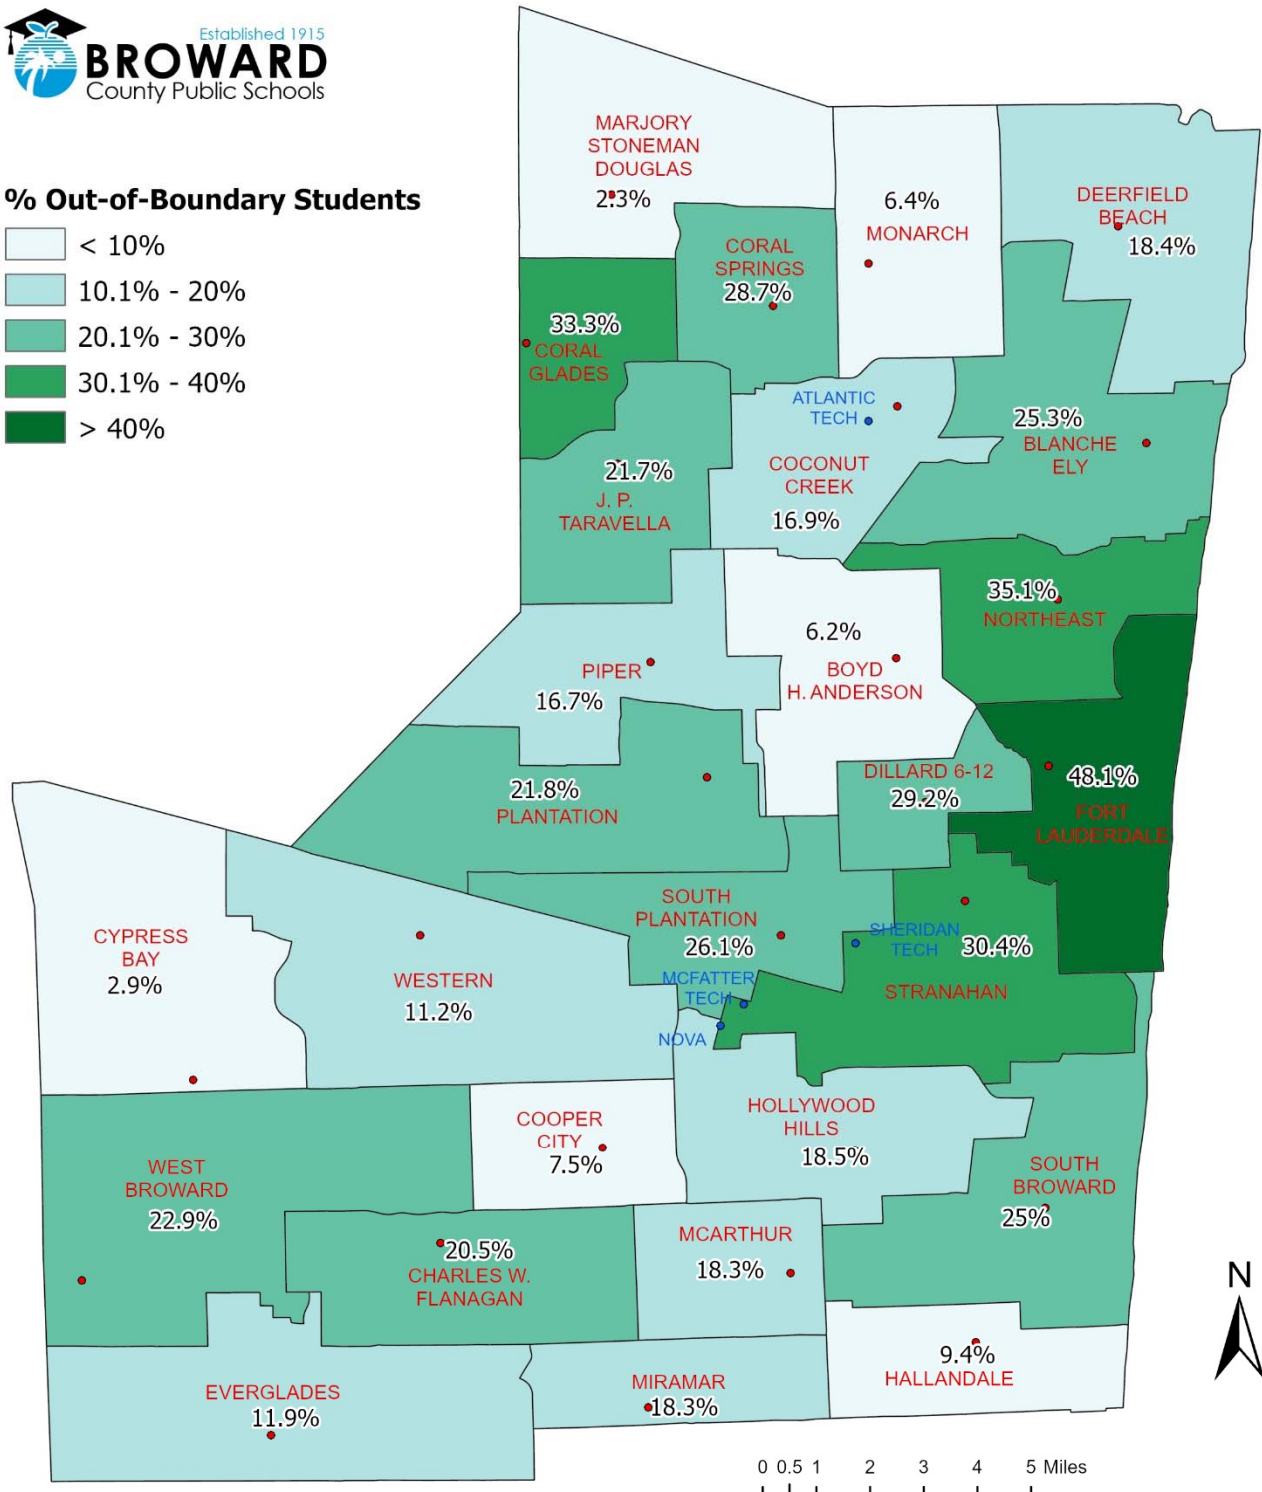 Established 1915
BROWARD
County Public Schools
% Out-of-Boundary Students
< 10%
10.1% - 20%
20.1% - 30%
30.1% - 40%
> 40%
MARJORY
STONEMAN
DOUGLAS
2.3%
6.4%
MONARCH
DEERFIELD
BEACH
18.4%
CORAL
SPRINGS
28.7%
33.3%
CORAL
GLADES
ATLANTIC
TECH
COCONUT
CREEK
16.9%
25.3%
BLANCHE
ELY
21.7%
J. P.
TARAVELLA
35.1%
NORTHEAST
6.2%
BOYD
H. ANDERSON
PIPER
16.7%
21.8%
PLANTATION
DILLARD 6-12
29.2%
48.1%
FORT
LAUDERDALE
SOUTH
PLANTATION
26.1%
SHERIDAN
TECH
30.4%
STRANAHAN
MCFATTER
TECH
NOVA
CYPRESS
BAY
2.9%
WESTERN
11.2%
COOPER
CITY
7.5%
HOLLYWOOD
HILLS
18.5%
WEST
BROWARD
22.9%
SOUTH
BROWARD
25%
20.5%
CHARLES W.
FLANAGAN
MCARTHUR
18.3%
9.4%
HALLANDALE
EVERGLADES
11.9%
MIRAMAR
18.3%
N
0 0.5 1 2 3 4 5 Miles